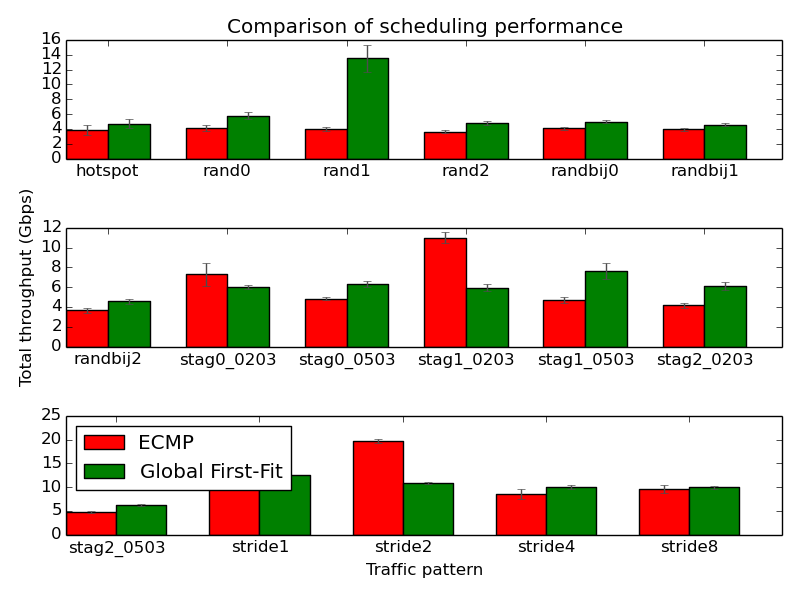 Comparison of scheduling performance
16
14
12
10
8
6
4
2
0
hotspot rand0 rand1 rand2 randbij0 randbij1
Total throughput (Gbps)
12
10
8
6
4
2
0
randbij2 stag0_0203 stag0_0503 stag1_0203 stag1_0503 stag2_0203
25
20
15
10
5
0
ECMP
Global First-Fit
stag2_0503 stride1 stride2 stride4 stride8
Traffic pattern